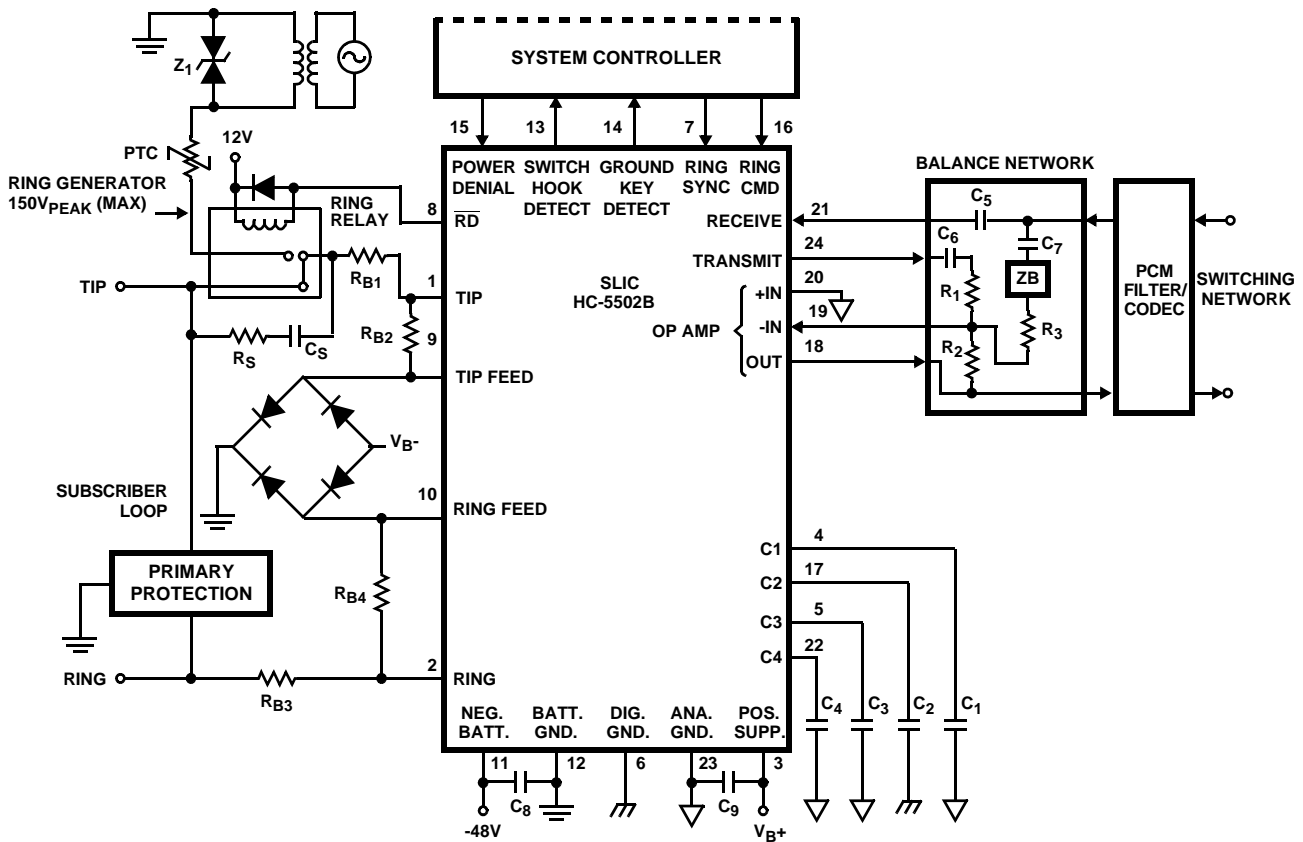 SYSTEM CONTROLLER
Z1
15
13
14
7
16
12V
PTC
RING GENERATOR
150VPEAK (MAX)
RING
RELAY
POWER
DENIAL
SWITCH
HOOK
DETECT
GROUND
KEY
DETECT
RING
SYNC
RING
CMD
BALANCE NETWORK
8
RD
RECEIVE
21
C5
C6
C7
TRANSMIT
24
ZB
R1
R3
R2
PCM
FILTER/
CODEC
SWITCHING
NETWORK
SLIC
HC-5502B
RB1
1
TIP
TIP
+IN
20
-IN
19
OP AMP
OUT
18
RS
CS
RB2
9
TIP FEED
VB-
SUBSCRIBER
LOOP
10
RING FEED
PRIMARY
PROTECTION
RB4
C1
4
C2
17
C3
5
C4
22
RING
RB3
2
RING
C4
C3
C2
C1
NEG.
BATT.
BATT.
GND.
DIG.
GND.
ANA.
GND.
POS.
SUPP.
11
12
6
23
3
C8
C9
-48V
VB+